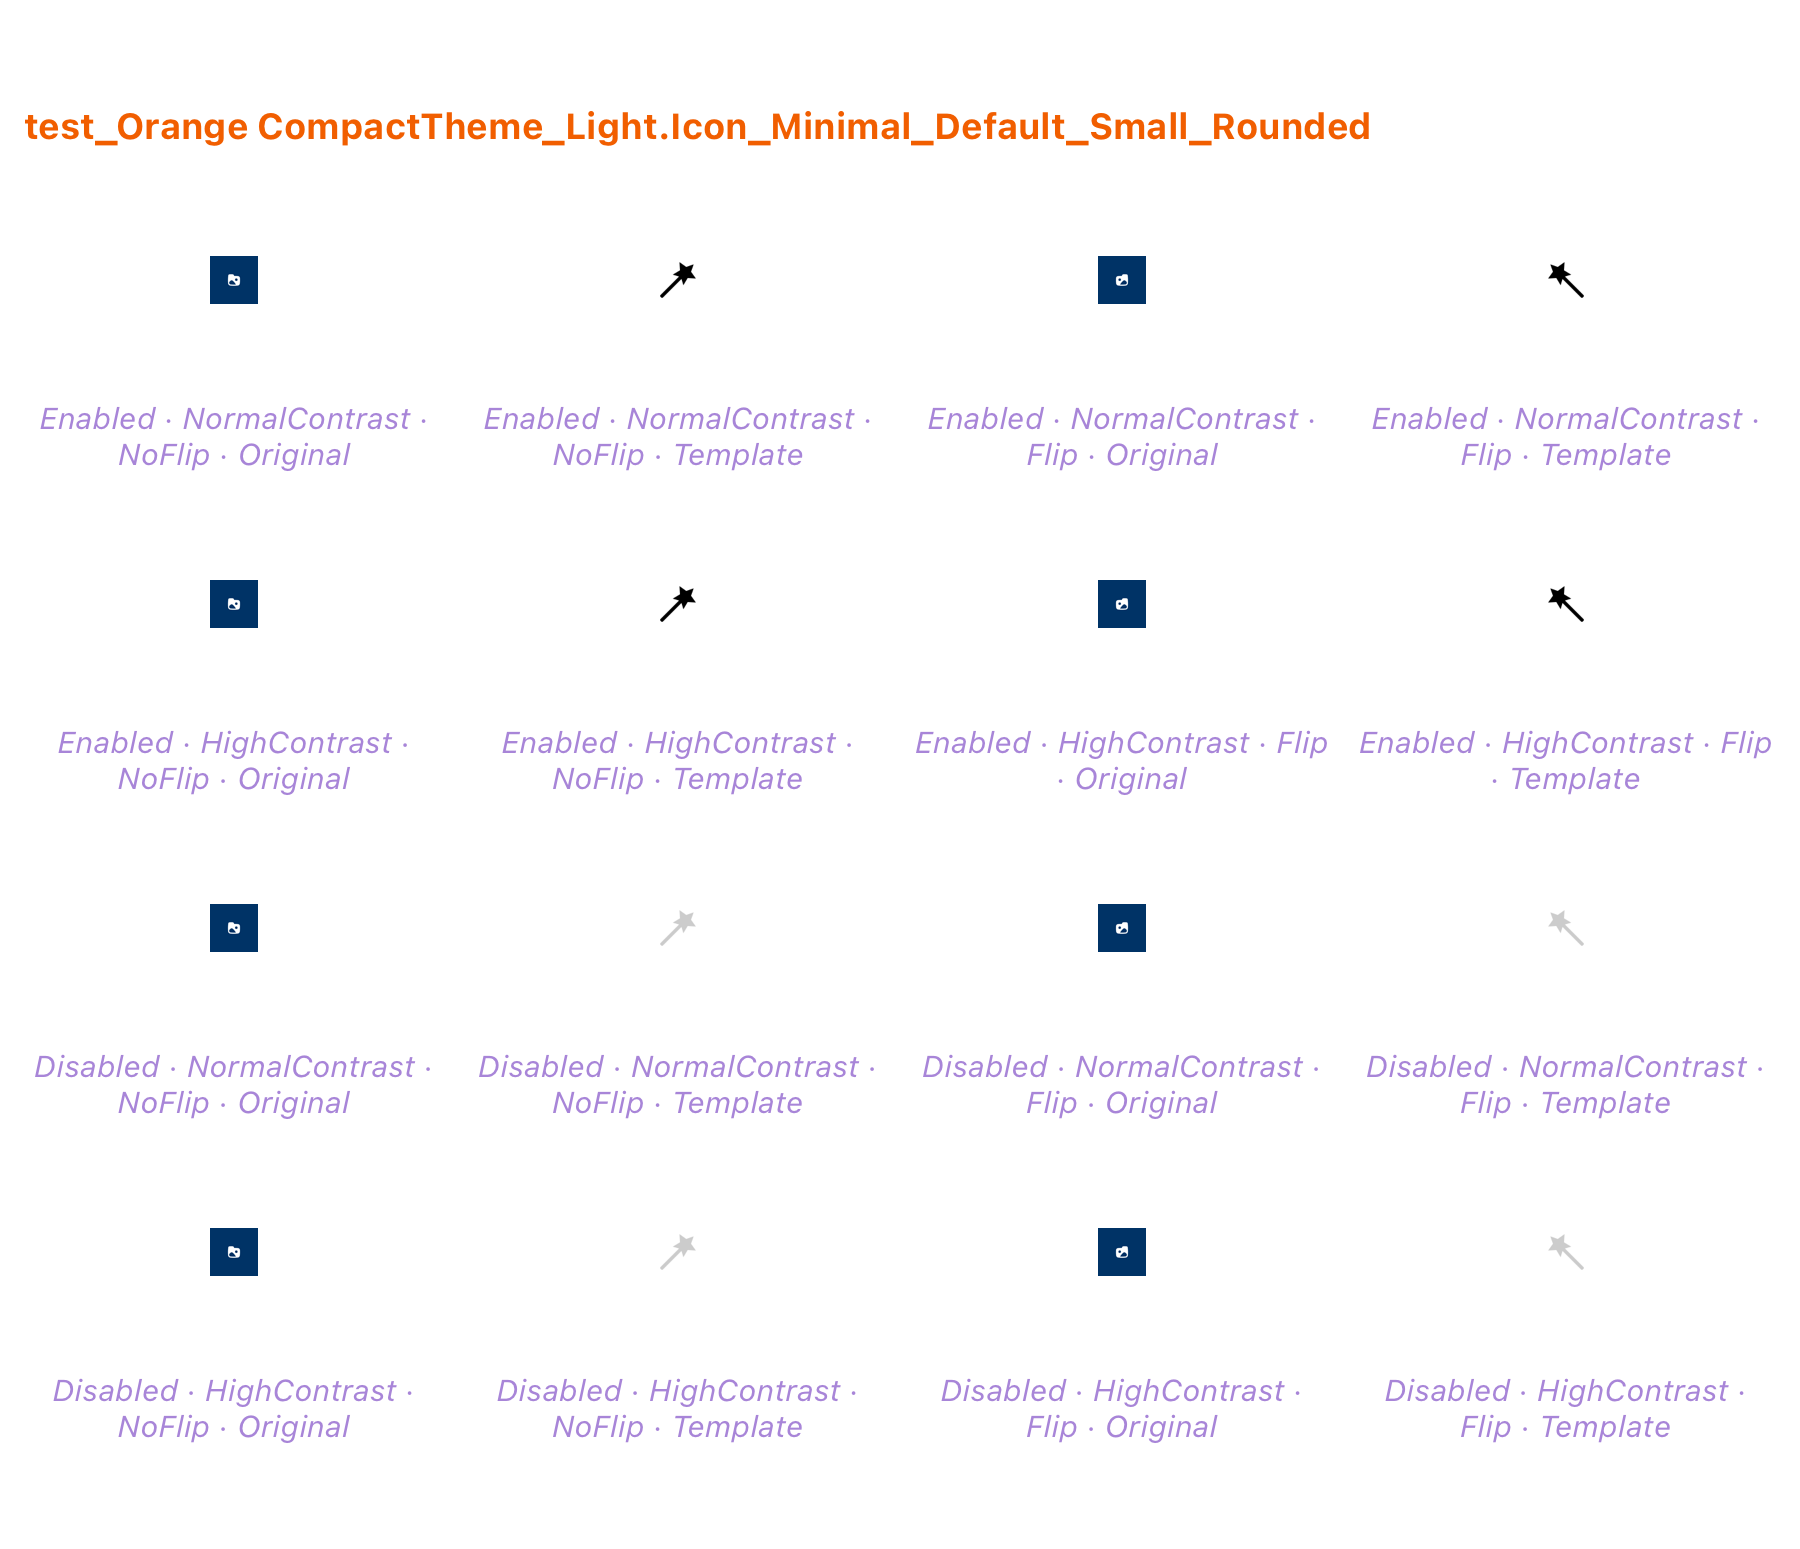 test_Orange CompactTheme_Light.Icon_Minimal_Default_Small_Rounded
Enabled · NormalContrast ·
NoFlip · Original
Enabled · NormalContrast ·
NoFlip · Template
Enabled · NormalContrast ·
Flip · Original
Enabled · NormalContrast ·
Flip · Template
Enabled · HighContrast ·
NoFlip · Original
Enabled · HighContrast ·
NoFlip · Template
Enabled · HighContrast · Flip
· Original
Enabled · HighContrast · Flip
· Template
Disabled · NormalContrast ·
NoFlip · Original
Disabled · NormalContrast ·
NoFlip · Template
Disabled · NormalContrast ·
Flip · Original
Disabled · NormalContrast ·
Flip · Template
Disabled · HighContrast ·
NoFlip · Original
Disabled · HighContrast ·
NoFlip · Template
Disabled · HighContrast ·
Flip · Original
Disabled · HighContrast ·
Flip · Template